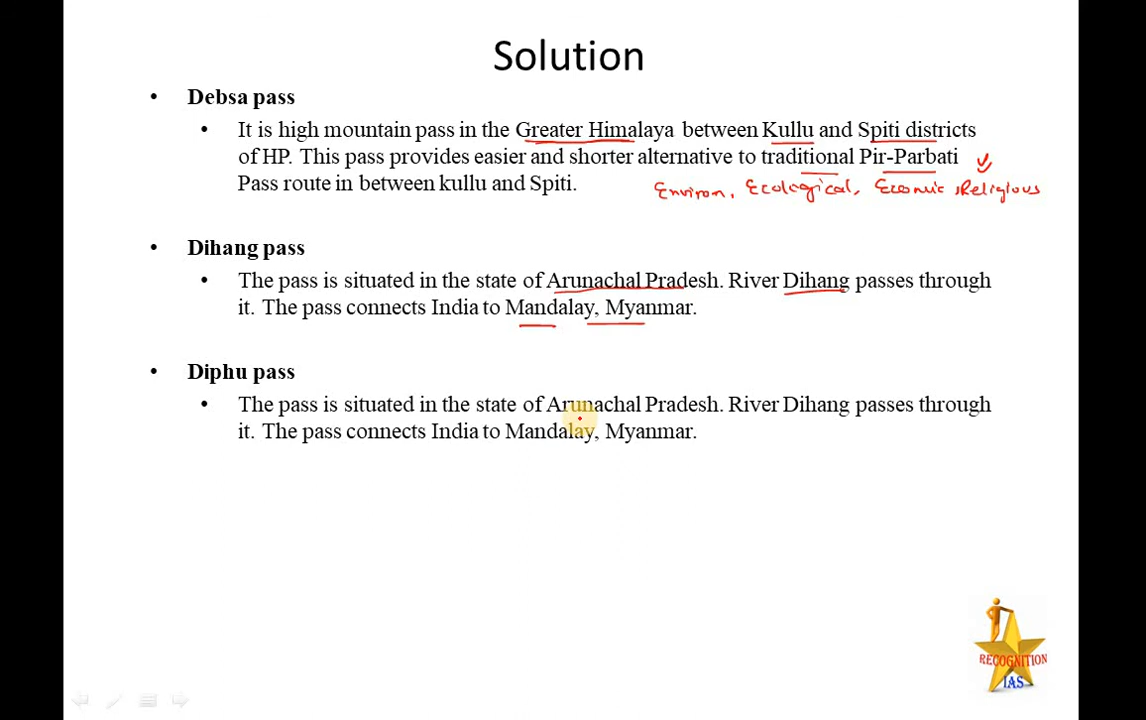 Solution
• Debsa pass
• It is high mountain pass in the Greater Himalaya between Kullu and Spiti districts
of HP. This pass provides easier and shorter alternative to traditional Pir-Parbati
Pass route in between kullu and Spiti.
Environ, Ecological, Economic, Religious
• Dihang pass
• The pass is situated in the state of Arunachal Pradesh. River Dihang passes through
it. The pass connects India to Mandalay, Myanmar.
• Diphu pass
• The pass is situated in the state of Arunachal Pradesh. River Dihang passes through
it. The pass connects India to Mandalay, Myanmar.
RECOGNITION
IAS